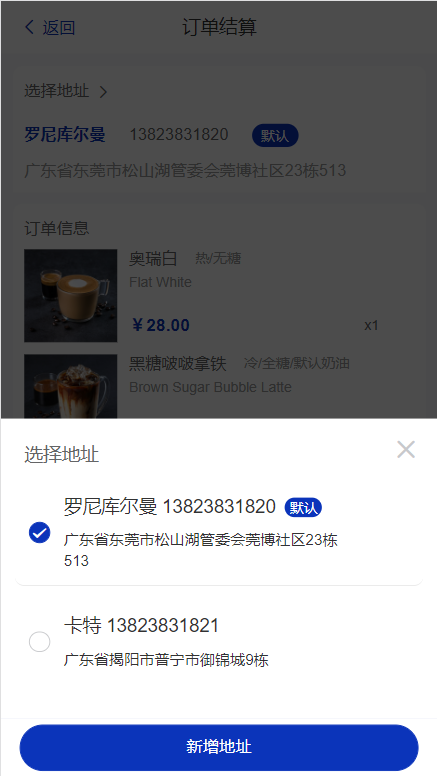 返回
订单结算
选择地址
罗尼库尔曼 13823831820 默认
广东省东莞市松山湖管委会莞博社区23栋513
订单信息
奥瑞白 热/无糖
Flat White
￥28.00 x1
黑糖啵啵拿铁 冷/全糖/默认奶油
Brown Sugar Bubble Latte
选择地址
罗尼库尔曼 13823831820 默认
广东省东莞市松山湖管委会莞博社区23栋
513
卡特 13823831821
广东省揭阳市普宁市御锦城9栋
新增地址